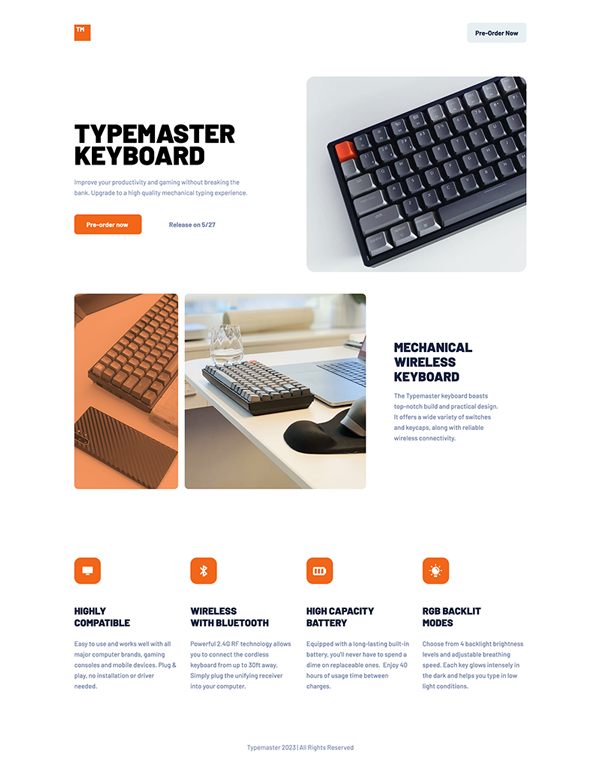 TM
Pre-Order Now
TYPEMASTER
KEYBOARD
Improve your productivity and gaming without breaking the
bank. Upgrade to a high quality mechanical typing experience.
Pre-order now
Release on 5/27
MECHANICAL
WIRELESS
KEYBOARD
The Typemaster keyboard boasts
top-notch build and practical design.
It offers a wide variety of switches
and keycaps, along with reliable
wireless connectivity.
HIGHLY
COMPATIBLE
Easy to use and works well with all
major computer brands, gaming
consoles and mobile devices. Plug &
play, no installation or driver
needed.
WIRELESS
WITH BLUETOOTH
Powerful 2.4G RF technology allows
you to connect the cordless
keyboard from up to 30ft away.
Simply plug the unifying receiver
into your computer.
HIGH CAPACITY
BATTERY
Equipped with a long-lasting built-in
battery, you'll never have to spend a
dime on replaceable ones. Enjoy 40
hours of usage time between
charges.
RGB BACKLIT
MODES
Choose from 4 backlight brightness
levels and adjustable breathing
speed. Each key glows intensely in
the dark and helps you type in low
light conditions.
Typemaster 2023 | All Rights Reserved